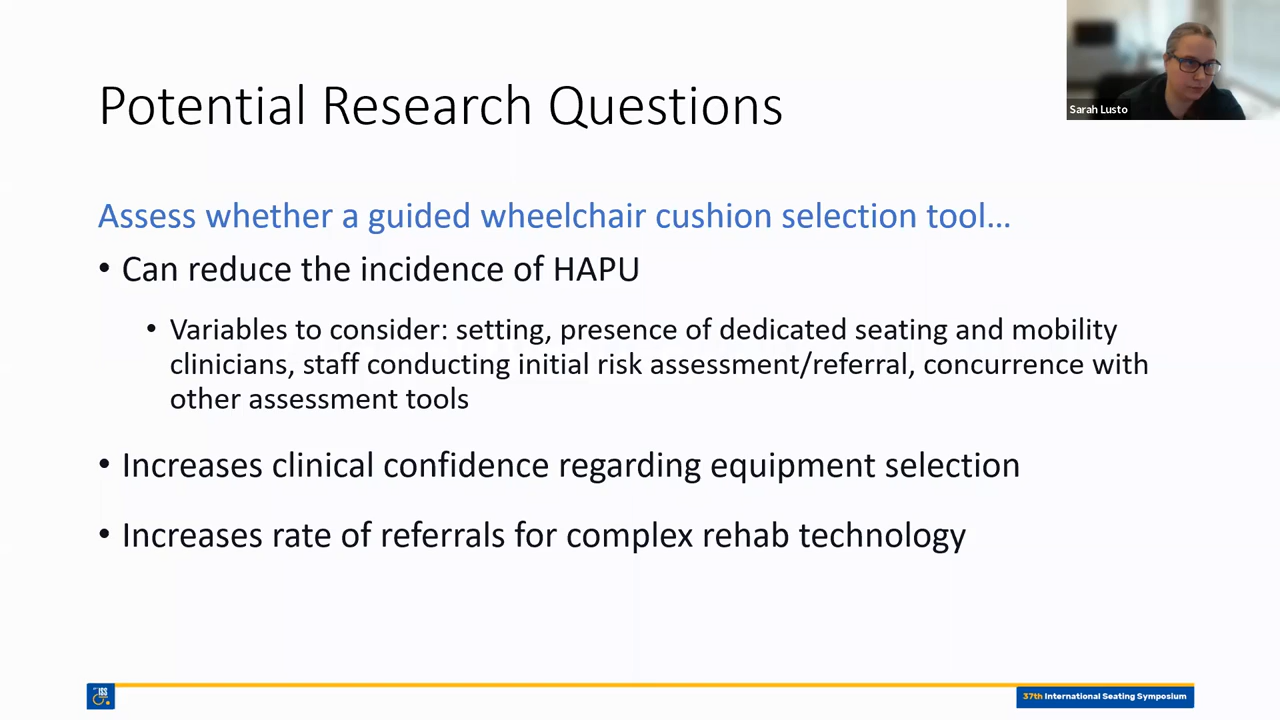 Sarah Lusto
Potential Research Questions
Assess whether a guided wheelchair cushion selection tool…
• Can reduce the incidence of HAPU
• Variables to consider: setting, presence of dedicated seating and mobility
clinicians, staff conducting initial risk assessment/referral, concurrence with
other assessment tools
• Increases clinical confidence regarding equipment selection
• Increases rate of referrals for complex rehab technology
ISS
37th International Seating Symposium